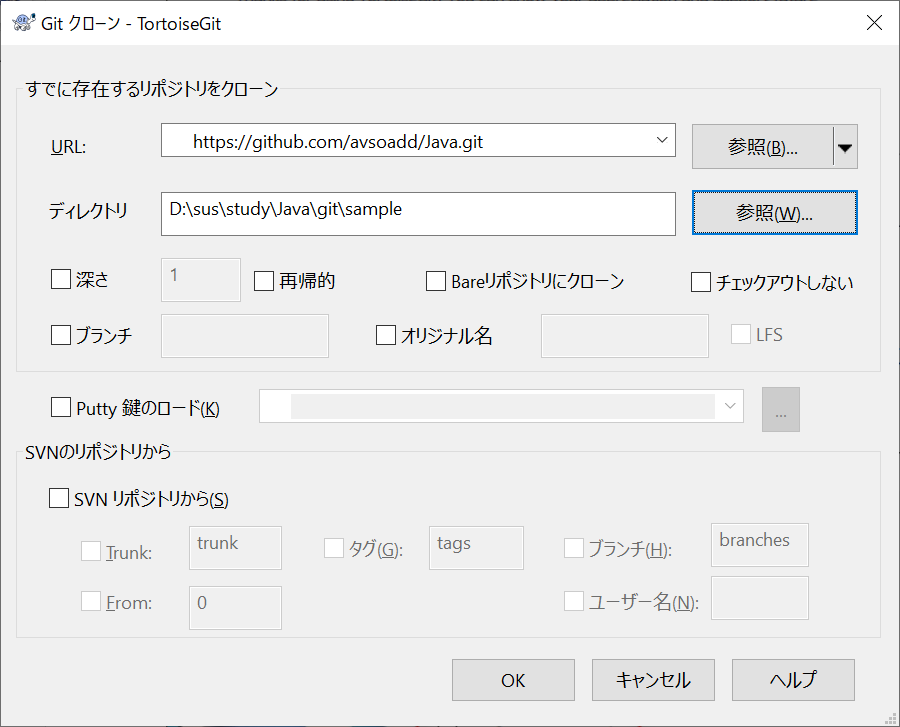 Git クローン - TortoiseGit
すでに存在するリポジトリをクローン
URL: https://github.com/avsoadd/Java.git 参照(B)...
ディレクトリ D:\sus\study\Java\git\sample 参照(W)...
深さ 1 再帰的 Bareリポジトリにクローン チェックアウトしない
ブランチ オリジナル名 LFS
Putty 鍵のロード(K) ...
SVNのリポジトリから
SVN リポジトリから(S)
Trunk: trunk タグ(G): tags ブランチ(H): branches
From: 0 ユーザー名(N):
OK キャンセル ヘルプ